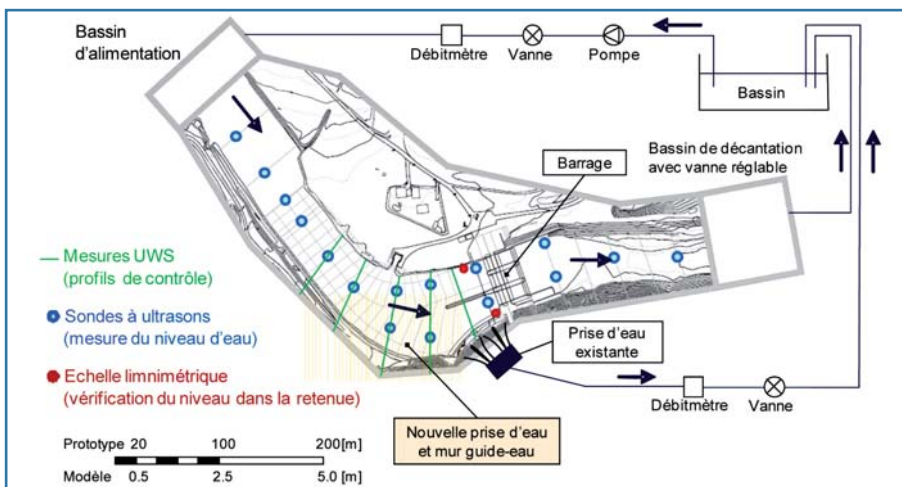 Bassin
d'alimentation
Débitmètre
Vanne
Pompe
Bassin
Bassin de décantation
avec vanne réglable
Barrage
Mesures UWS
(profils de contrôle)
Sondes à ultrasons
(mesure du niveau d'eau)
Echelle limnimétrique
(vérification du niveau dans la retenue)
Prise d'eau
existante
Débitmètre
Vanne
Nouvelle prise d'eau
et mur guide-eau
Prototype 20 100 200[m]
Modèle 0.5 2.5 5.0 [m]